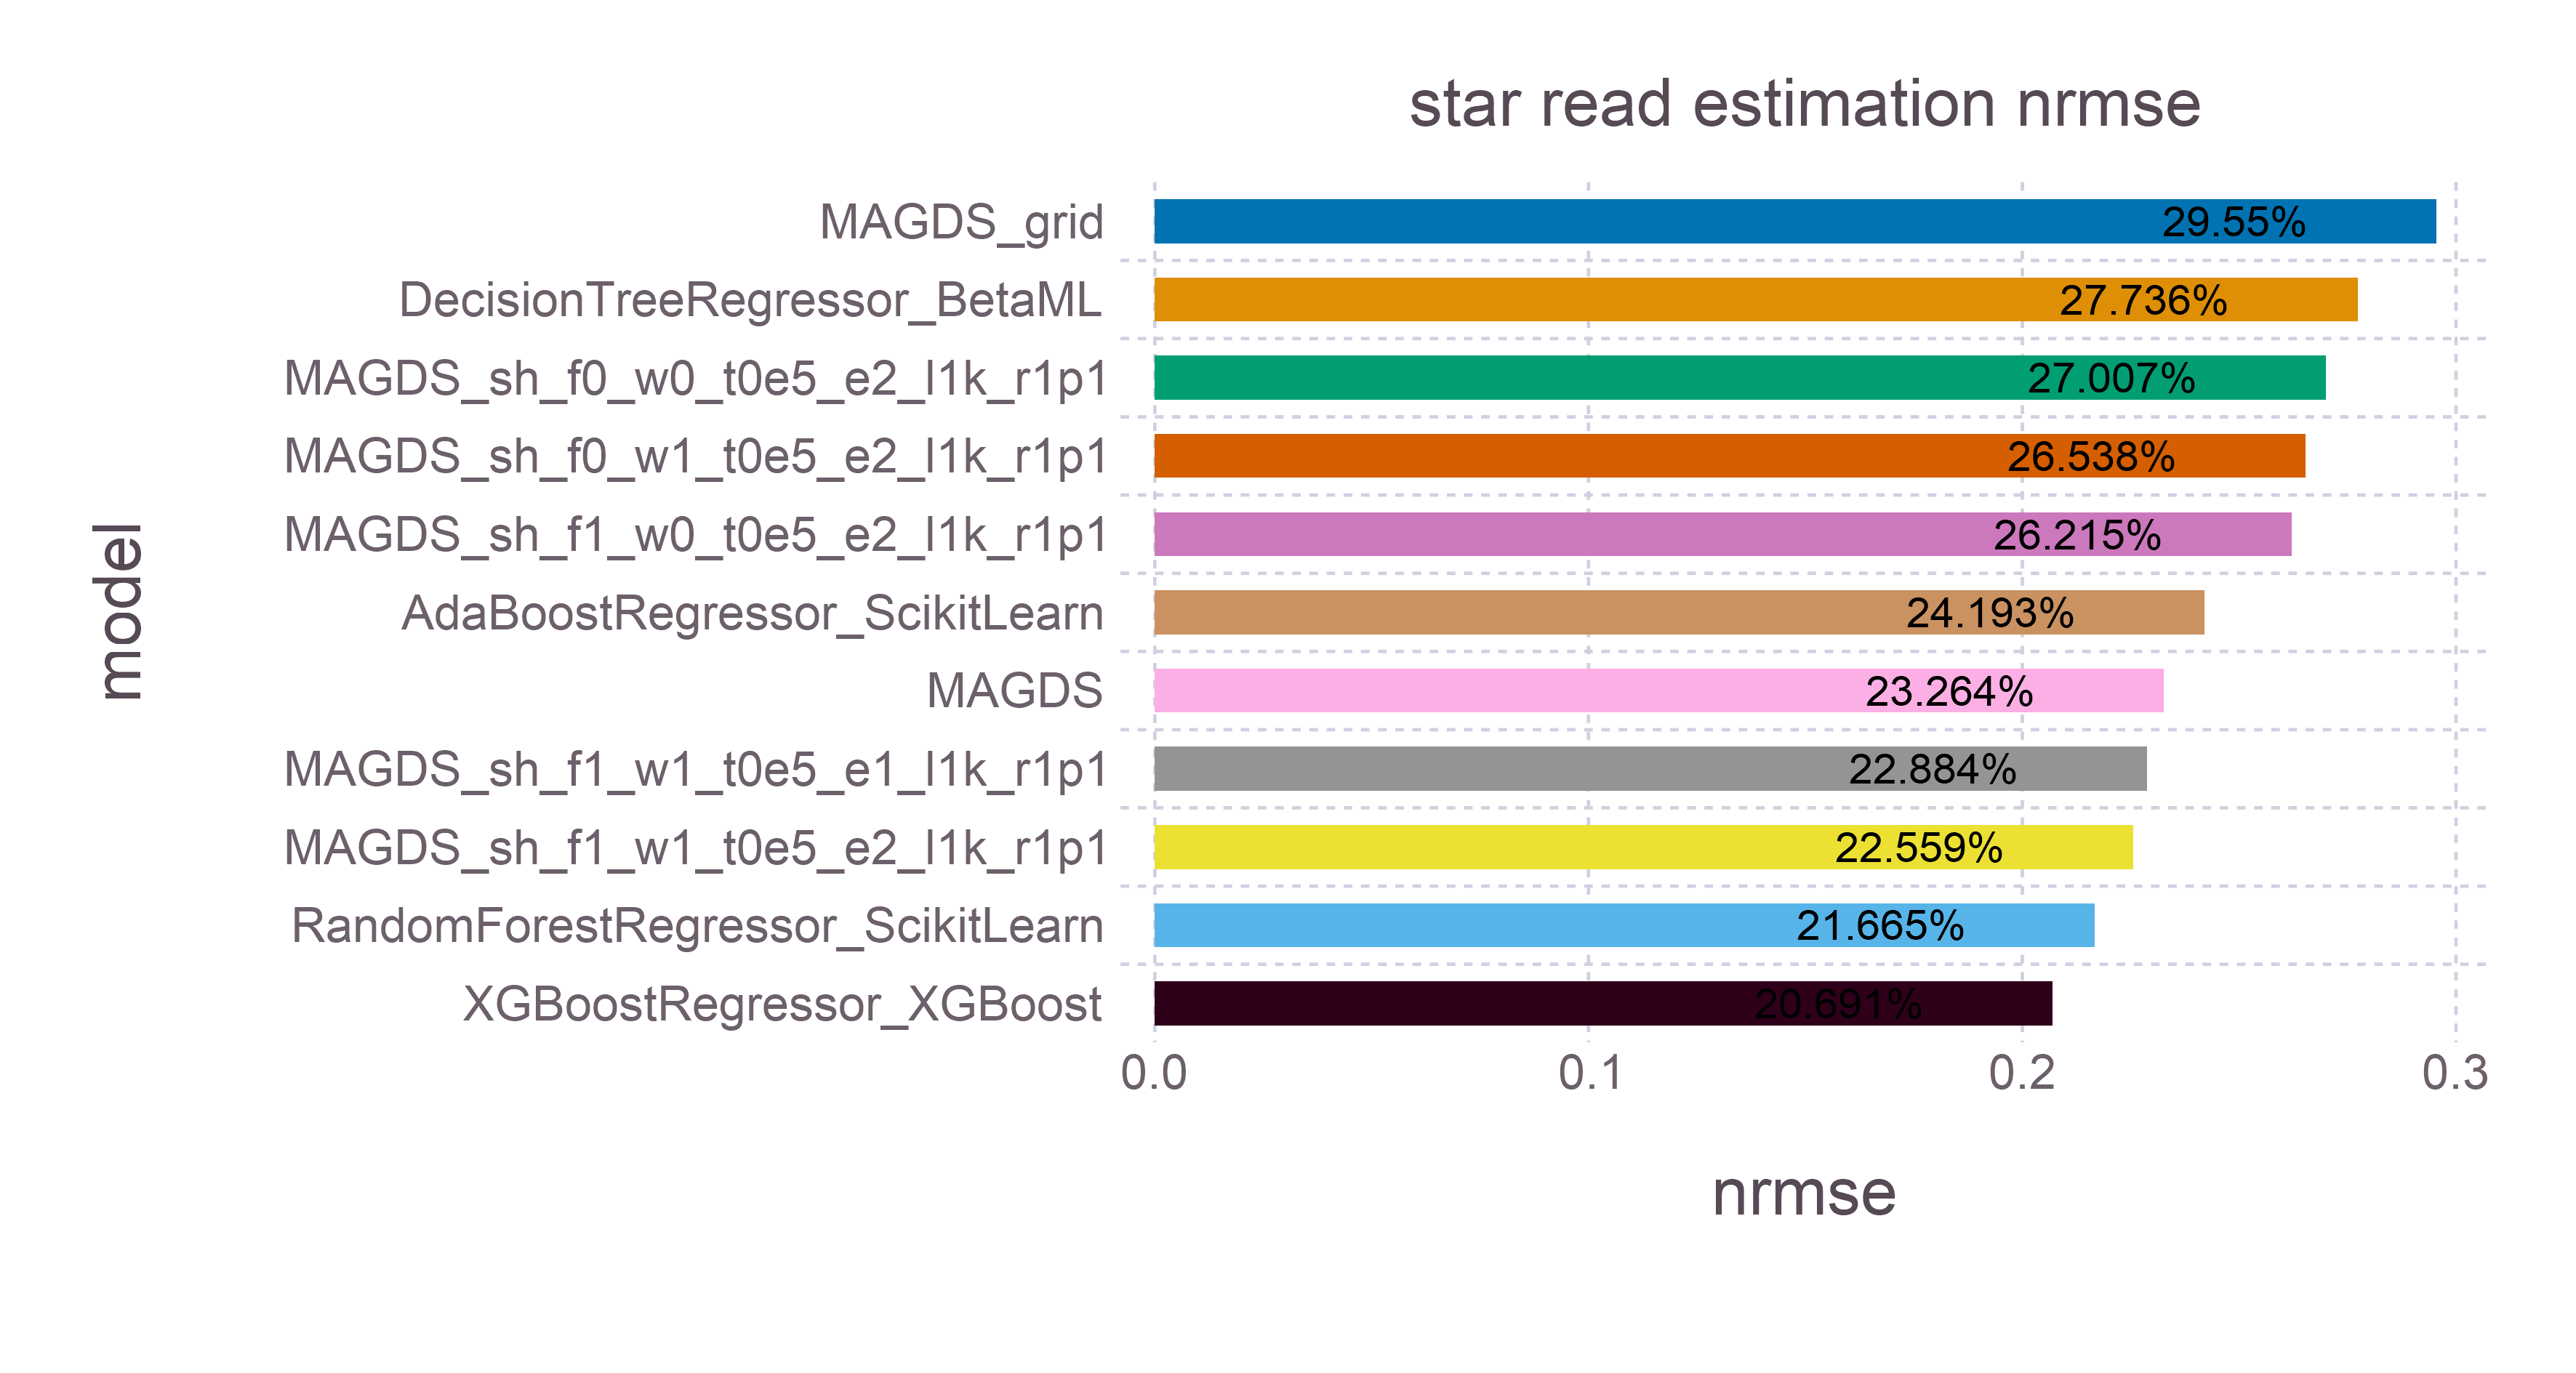 star read estimation nrmse
model
MAGDS_grid 29.55%
DecisionTreeRegressor_BetaML 27.736%
MAGDS_sh_f0_w0_t0e5_e2_l1k_r1p1 27.007%
MAGDS_sh_f0_w1_t0e5_e2_l1k_r1p1 26.538%
MAGDS_sh_f1_w0_t0e5_e2_l1k_r1p1 26.215%
AdaBoostRegressor_ScikitLearn 24.193%
MAGDS 23.264%
MAGDS_sh_f1_w1_t0e5_e1_l1k_r1p1 22.884%
MAGDS_sh_f1_w1_t0e5_e2_l1k_r1p1 22.559%
RandomForestRegressor_ScikitLearn 21.665%
XGBoostRegressor_XGBoost 20.691%
0.0 0.1 0.2 0.3
nrmse